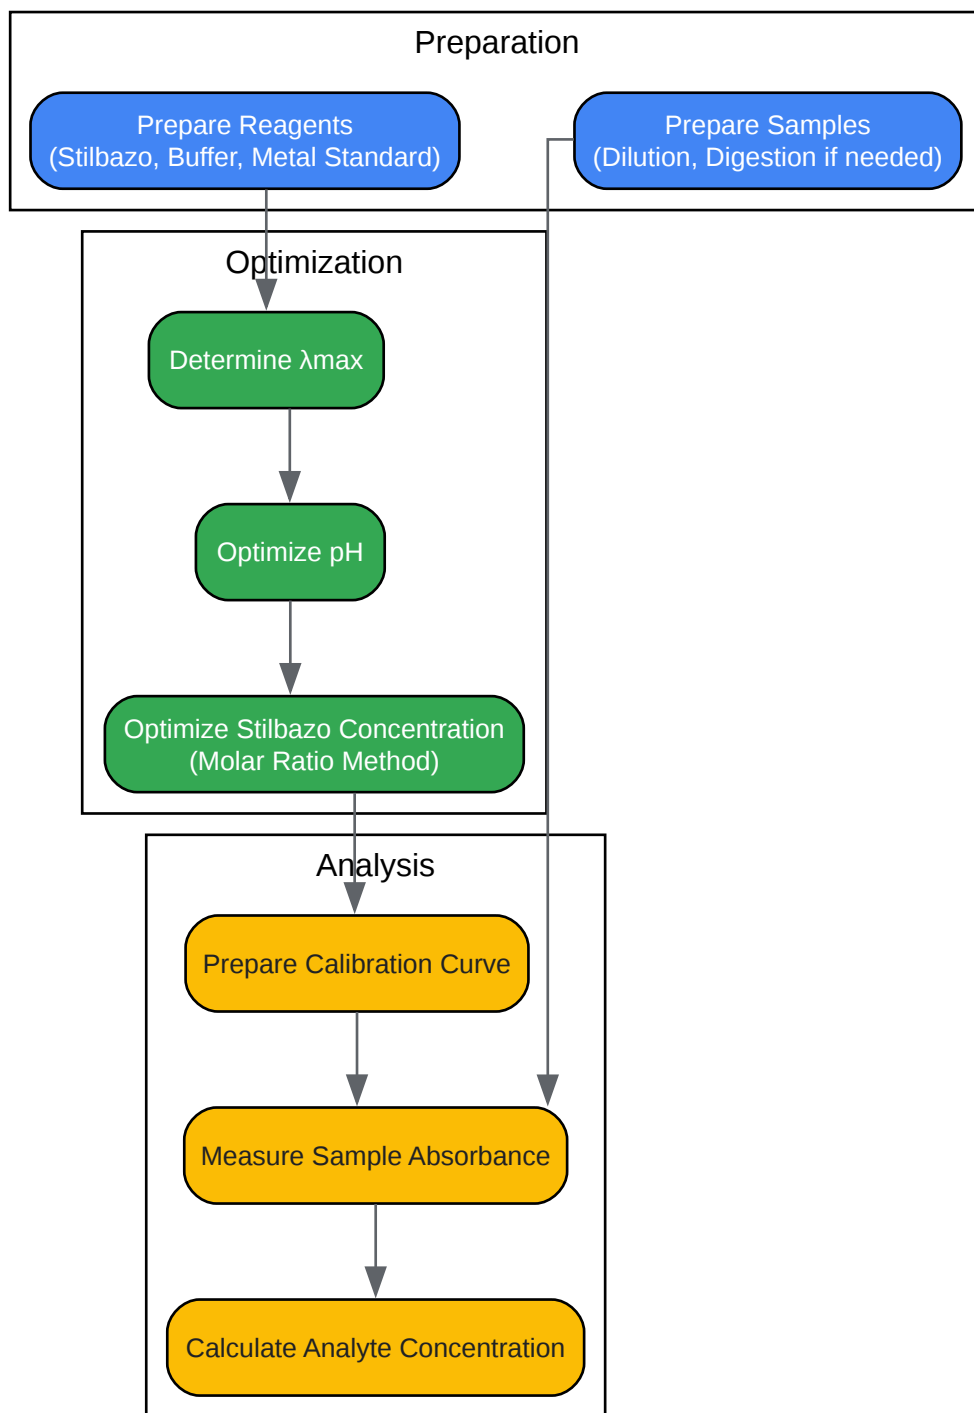 Preparation
Prepare Reagents
(Stilbazo, Buffer, Metal Standard)
Prepare Samples
(Dilution, Digestion if needed)
Optimization
Determine λmax
Optimize pH
Optimize Stilbazo Concentration
(Molar Ratio Method)
Analysis
Prepare Calibration Curve
Measure Sample Absorbance
Calculate Analyte Concentration